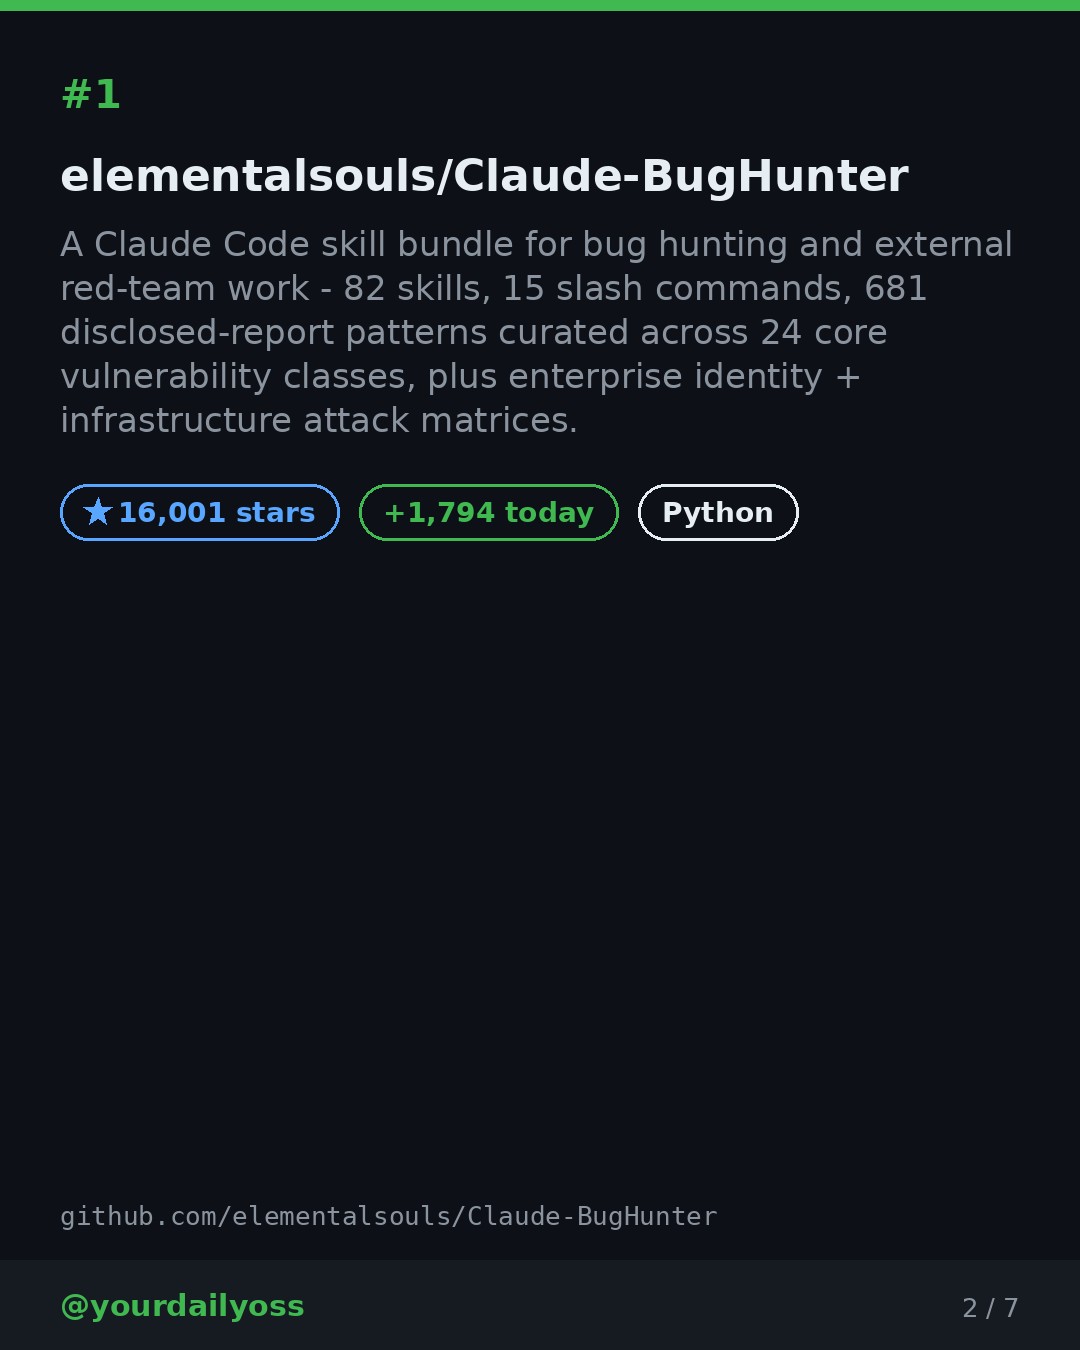 #1
elementalsouls/Claude-BugHunter
A Claude Code skill bundle for bug hunting and external
red-team work - 82 skills, 15 slash commands, 681
disclosed-report patterns curated across 24 core
vulnerability classes, plus enterprise identity +
infrastructure attack matrices.
★ 16,001 stars
+1,794 today
Python
github.com/elementalsouls/Claude-BugHunter
@yourdailyoss
2 / 7